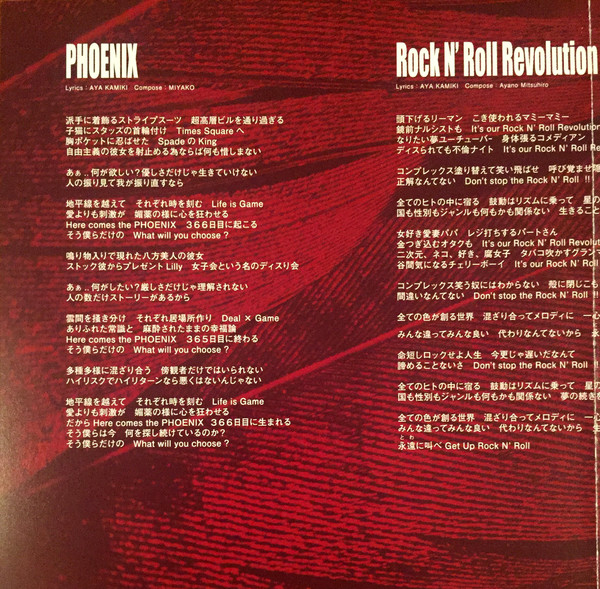 PHOENIX
Lyrics : AYA KAMIKI Compose : MIYAKO
派手に着飾るストライプスーツ 超高層ビルを通り過ぎる
子猫にスタッズの首輪付け Times Square へ
胸ポケットに忍ばせた Spade の King
自由主義の彼女を射止める為ならば何も惜しまない
あぁ‥何が欲しい？優しさだけじゃ生きていけない
人の振り見て我が振り直すなら
地平線を越えて それぞれ時を刻む Life is Game
愛よりも刺激が 媚薬の様に心を狂わせる
Here comes the PHOENIX 366日目に起こる
そう僕らだけの What will you choose ?
鳴り物入りで現れた八方美人の彼女
ストック彼からプレゼント Lilly 女子会という名のディスり会
あぁ‥何がしたい？厳しさだけじゃ理解されない
人の数だけストーリーがあるから
雲間を掻き分け それぞれ居場所作り Deal × Game
ありふれた常識と 麻酔されたままの幸福論
Here comes the PHOENIX 365日目に終わる
そう僕らだけの What will you choose ?
多種多様に混ざり合う 傍観者だけではいられない
ハイリスクでハイリターンなら悪くはないんじゃない
地平線を越えて それぞれ時を刻む Life is Game
愛よりも刺激が 媚薬の様に心を狂わせる
だから Here comes the PHOENIX 366日目に生まれる
そう僕らは今 何を探し続けているのか?
そう僕らだけの What will you choose ?
Rock N' Roll Revolution
Lyrics : AYA KAMIKI Compose : Ayano Mitsuhiro
頭下げるリーマン こき使われるマミーマミー
鏡前ナルシストも It's our Rock N' Roll Revolution
なりたい夢ユーチューバー 身体張るコメディアン
ディスられても不倫ナイト It's our Rock N' Roll Re
コンプレックス塗り替えて笑い飛ばせ 呼び覚ませ
正解なんてない Don't stop the Rock N' Roll !!
全てのヒトの中に宿る 鼓動はリズムに乗って 星の
国も性別もジャンルも何もかも関係ない 生きること
女好き愛妻パパ レジ打ちするパートさん
金つぎ込むオタクも It's our Rock N' Roll Revolu
二次元、ネコ、好き、腐女子 タバコ吹かすグランマ
谷間気になるチェリーボーイ It's our Rock N' Roll
コンプレックス笑う奴にはわからない 殻に閉じこも
間違いなんてない Don't stop the Rock N' Roll !!
全ての色が創る世界 混ざり合ってメロディに 一心
みんな違ってみんな良い 代わりなんてないから 永
命短しロックせよ人生 今更じゃ遅いだなんて
諦めることないさ Don't stop the Rock N' Roll !!
全てのヒトの中に宿る 鼓動はリズムに乗って 星
国も性別もジャンルも何もかも関係ない 夢の続き
全ての色が創る世界 混ざり合ってメロディに 一心
みんな違ってみんな良い 代わりなんてないから 生
とわ
永遠に叫べ Get Up Rock N' Roll